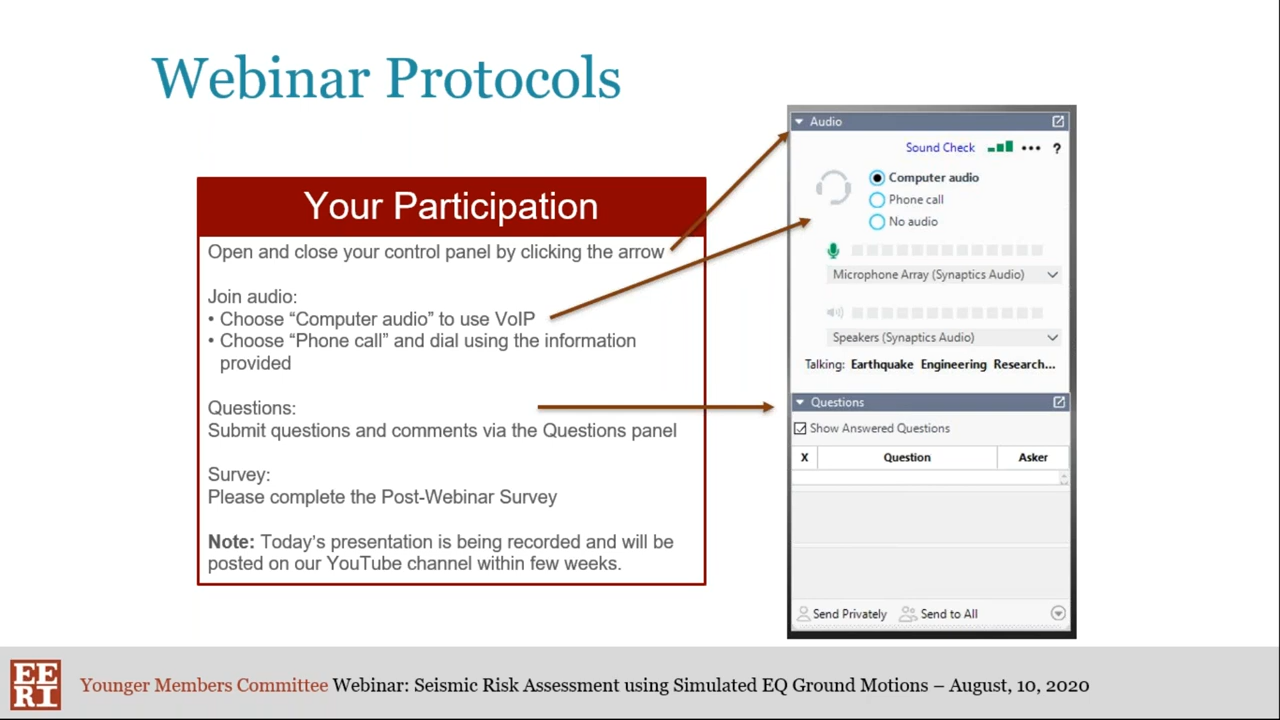 Webinar Protocols
Your Participation
Open and close your control panel by clicking the arrow
Join audio:
• Choose “Computer audio” to use VoIP
• Choose “Phone call” and dial using the information
provided
Questions:
Submit questions and comments via the Questions panel
Survey:
Please complete the Post-Webinar Survey
Note: Today’s presentation is being recorded and will be
posted on our YouTube channel within few weeks.
Audio
Sound Check ••• ?
Computer audio
Phone call
No audio
Microphone Array (Synaptics Audio)
Speakers (Synaptics Audio)
Talking: Earthquake Engineering Research...
Questions
Show Answered Questions
X Question Asker
Send Privately Send to All
EE
RI
Younger Members Committee Webinar: Seismic Risk Assessment using Simulated EQ Ground Motions – August, 10, 2020